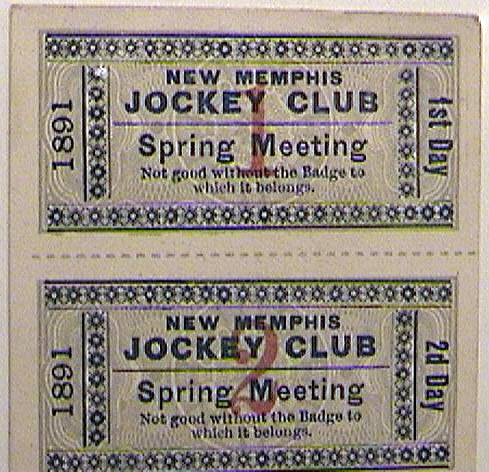 1891
NEW MEMPHIS
JOCKEY CLUB
1
Spring Meeting
Not good without the Badge to
which it belongs.
1st Day
1891
NEW MEMPHIS
JOCKEY CLUB
2
Spring Meeting
Not good without the Badge to
which it belongs.
2d Day